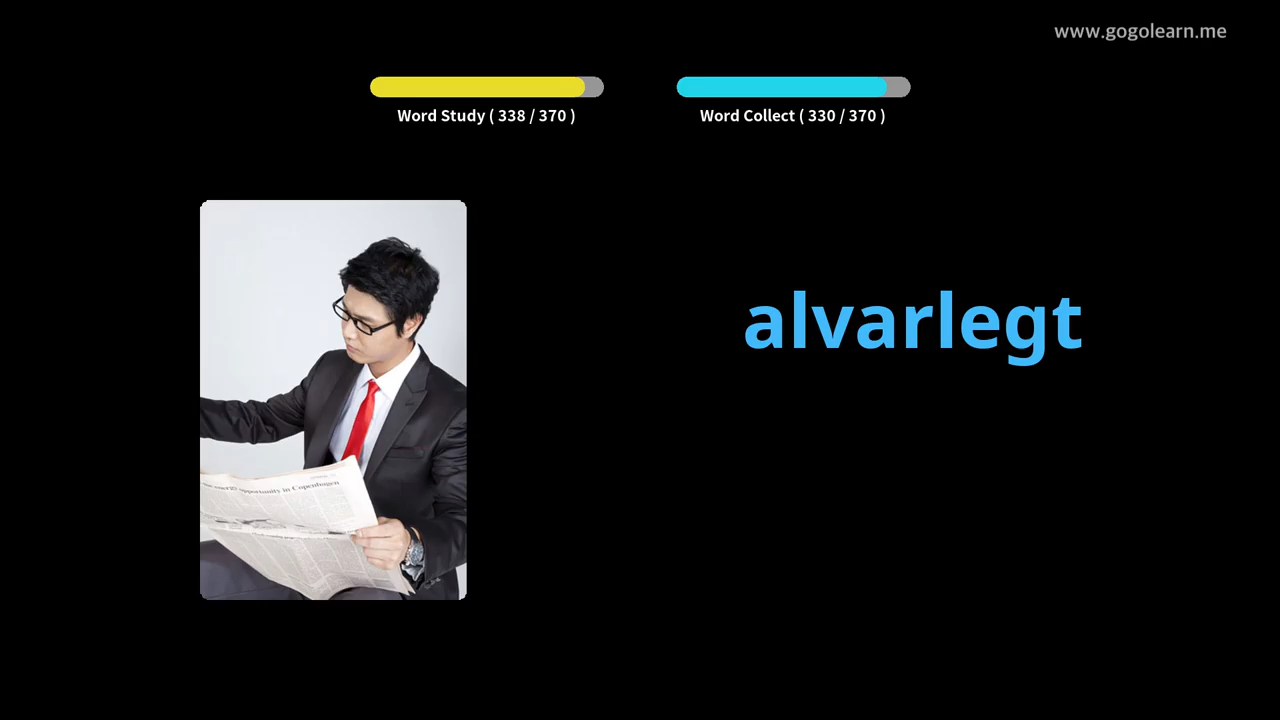 www.gogolearn.me
Word Study ( 338 / 370 )
Word Collect ( 330 / 370 )
alvarlegt
opportunity in Copenhagen